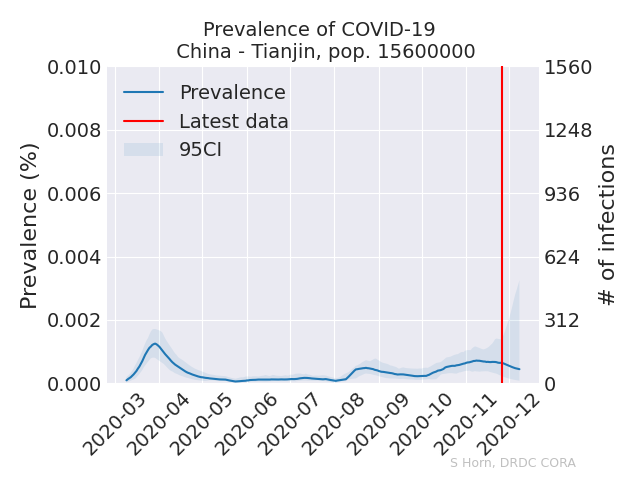 Prevalence of COVID-19
China - Tianjin, pop. 15600000
0.010
0.008
0.006
0.004
0.002
0.000
Prevalence (%)
Prevalence
Latest data
95CI
1560
1248
936
624
312
0
# of infections
2020-03
2020-04
2020-05
2020-06
2020-07
2020-08
2020-09
2020-10
2020-11
2020-12
S Horn, DRDC CORA